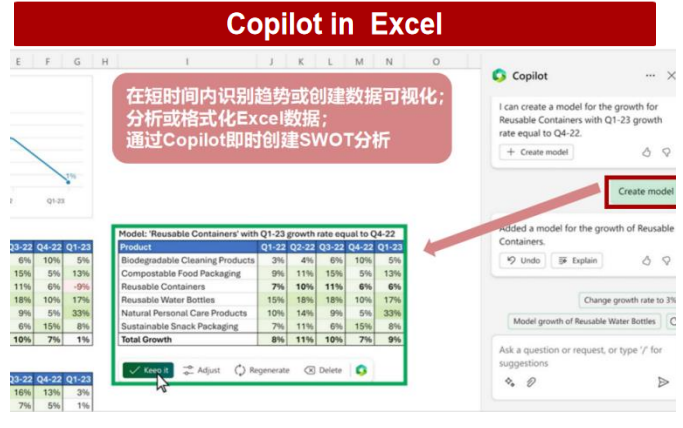 Copilot in Excel
E F G H I J K L M N O
1%
Q1-23
在短时间内识别趋势或创建数据可视化；
分析或格式化Excel数据；
通过Copilot即时创建SWOT分析
Q3-22 Q4-22 Q1-23
6% 10% 5%
15% 5% 13%
11% 6% -9%
18% 10% 17%
9% 5% 33%
6% 15% 8%
10% 7% 1%
Q3-22 Q4-22 Q1-23
16% 13% 3%
7% 5% 1%
Model: 'Reusable Containers' with Q1-23 growth rate equal to Q4-22
Product Q1-22 Q2-22 Q3-22 Q4-22 Q1-23
Biodegradable Cleaning Products 3% 4% 6% 10% 5%
Compostable Food Packaging 9% 11% 15% 5% 13%
Reusable Containers 7% 10% 11% 6% 6%
Reusable Water Bottles 15% 18% 18% 10% 17%
Natural Personal Care Products 10% 14% 9% 5% 33%
Sustainable Snack Packaging 7% 11% 6% 15% 8%
Total Growth 8% 11% 10% 7% 9%
Keep it Adjust Regenerate Delete
Copilot
I can create a model for the growth for
Reusable Containers with Q1-23 growth
rate equal to Q4-22.
+ Create model
Create model
Added a model for the growth of Reusable
Containers.
Undo Explain
Change growth rate to 3%
Model growth of Reusable Water Bottles
Ask a question or request, or type '/' for
suggestions